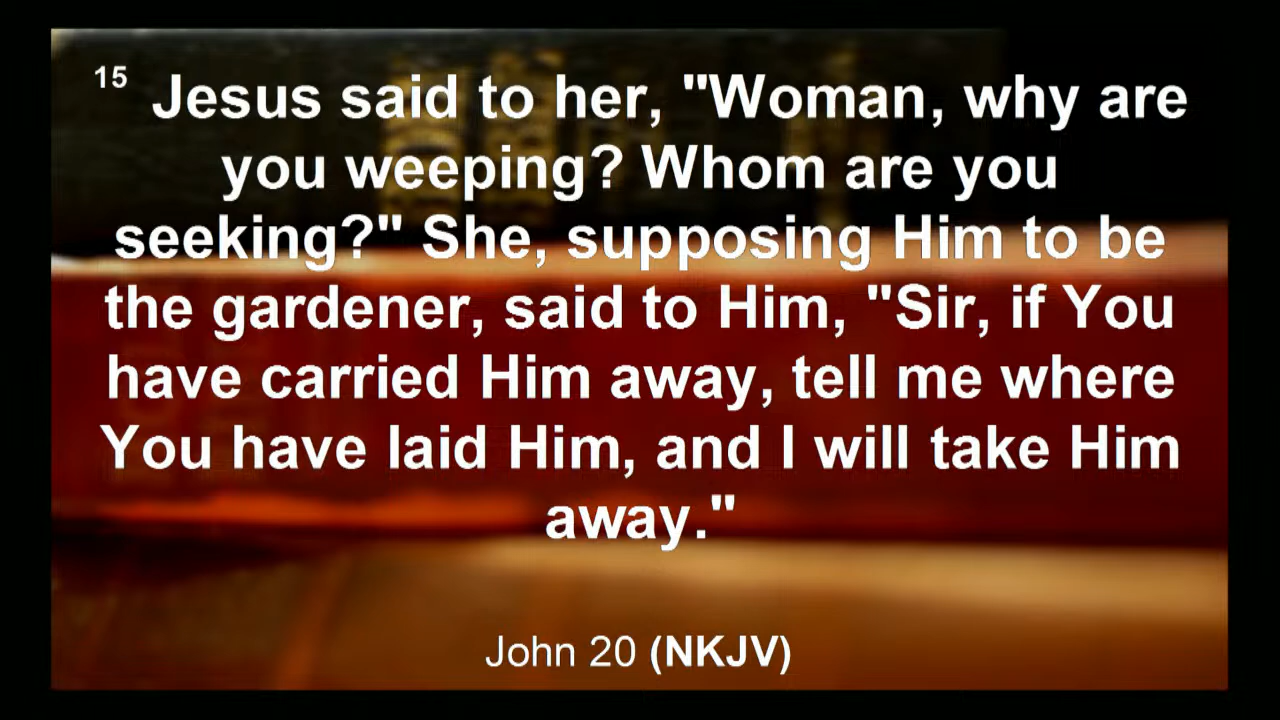 15 Jesus said to her, "Woman, why are
you weeping? Whom are you
seeking?" She, supposing Him to be
the gardener, said to Him, "Sir, if You
have carried Him away, tell me where
You have laid Him, and I will take Him
away."
John 20 (NKJV)